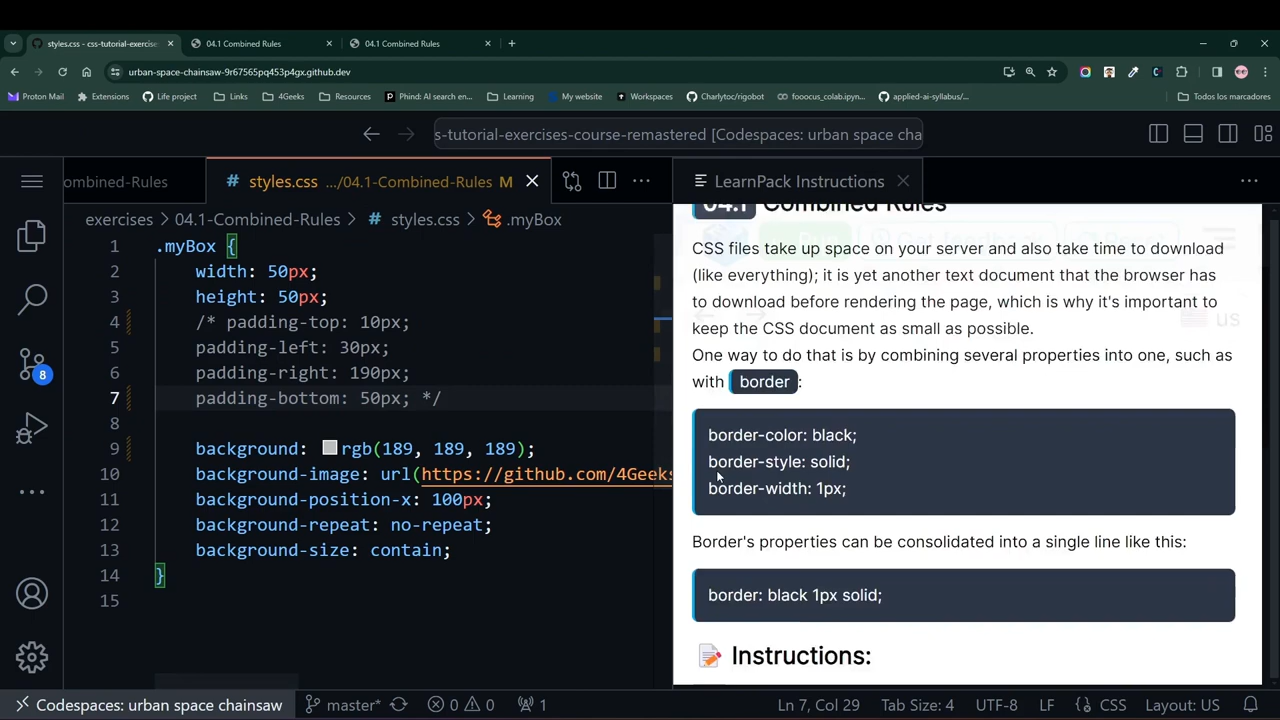 styles.css - css-tutorial-exercise
04.1 Combined Rules
04.1 Combined Rules
urban-space-chainsaw-9r67565pq453p4gx.github.dev
Proton Mail
Extensions
Life project
Links
4Geeks
Resources
Phind: AI search en...
Learning
My website
Workspaces
Charlytoc/rigobot
fooocus_colab.ipyn...
applied-ai-syllabus/...
Todos los marcadores
s-tutorial-exercises-course-remastered [Codespaces: urban space cha
ombined-Rules
# styles.css .../04.1-Combined-Rules M
LearnPack Instructions
exercises > 04.1-Combined-Rules > # styles.css > .myBox
1 .myBox {
2 width: 50px;
3 height: 50px;
4 /* padding-top: 10px;
5 padding-left: 30px;
6 padding-right: 190px;
7 padding-bottom: 50px; */
8
9 background: rgb(189, 189, 189);
10 background-image: url(https://github.com/4Geeks
11 background-position-x: 100px;
12 background-repeat: no-repeat;
13 background-size: contain;
14 }
15
04.1 Combined Rules
us
CSS files take up space on your server and also take time to download
(like everything); it is yet another text document that the browser has
to download before rendering the page, which is why it's important to
keep the CSS document as small as possible.
One way to do that is by combining several properties into one, such as
with border :
border-color: black;
border-style: solid;
border-width: 1px;
Border's properties can be consolidated into a single line like this:
border: black 1px solid;
Instructions:
8
Codespaces: urban space chainsaw
master*
0
0
1
Ln 7, Col 29
Tab Size: 4
UTF-8
LF
CSS
Layout: US